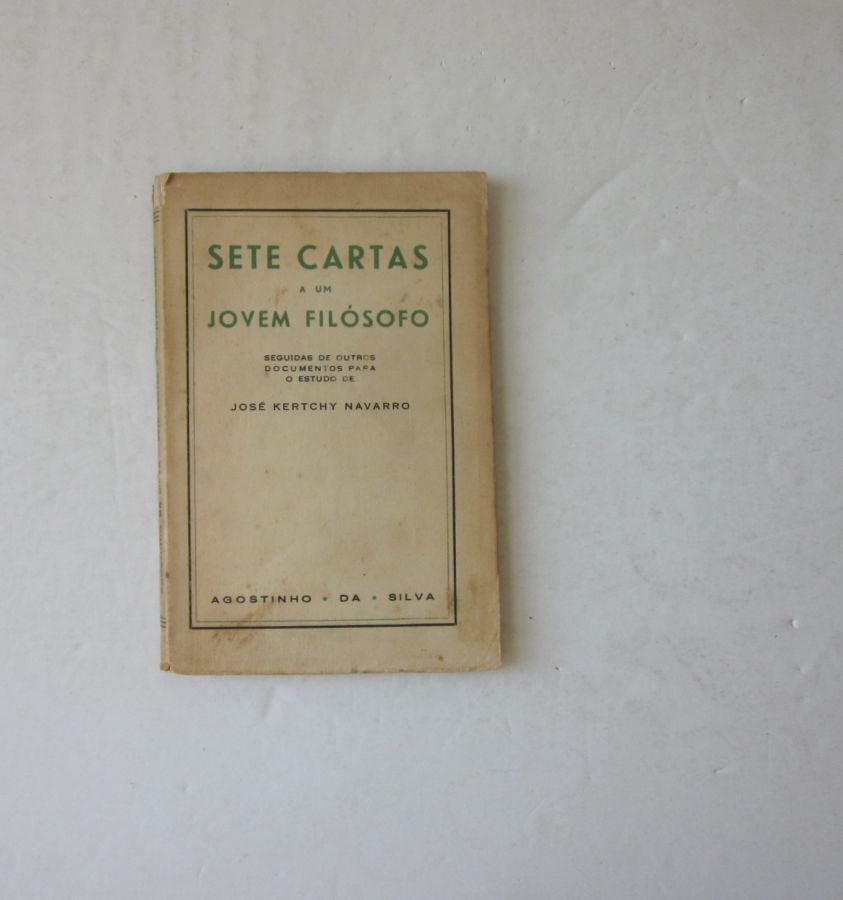 SETE CARTAS
A UM
JOVEM FILÓSOFO
SEGUIDAS DE OUTROS
DOCUMENTOS PARA
O ESTUDO DE
JOSÉ KERTCHY NAVARRO
AGOSTINHO • DA • SILVA